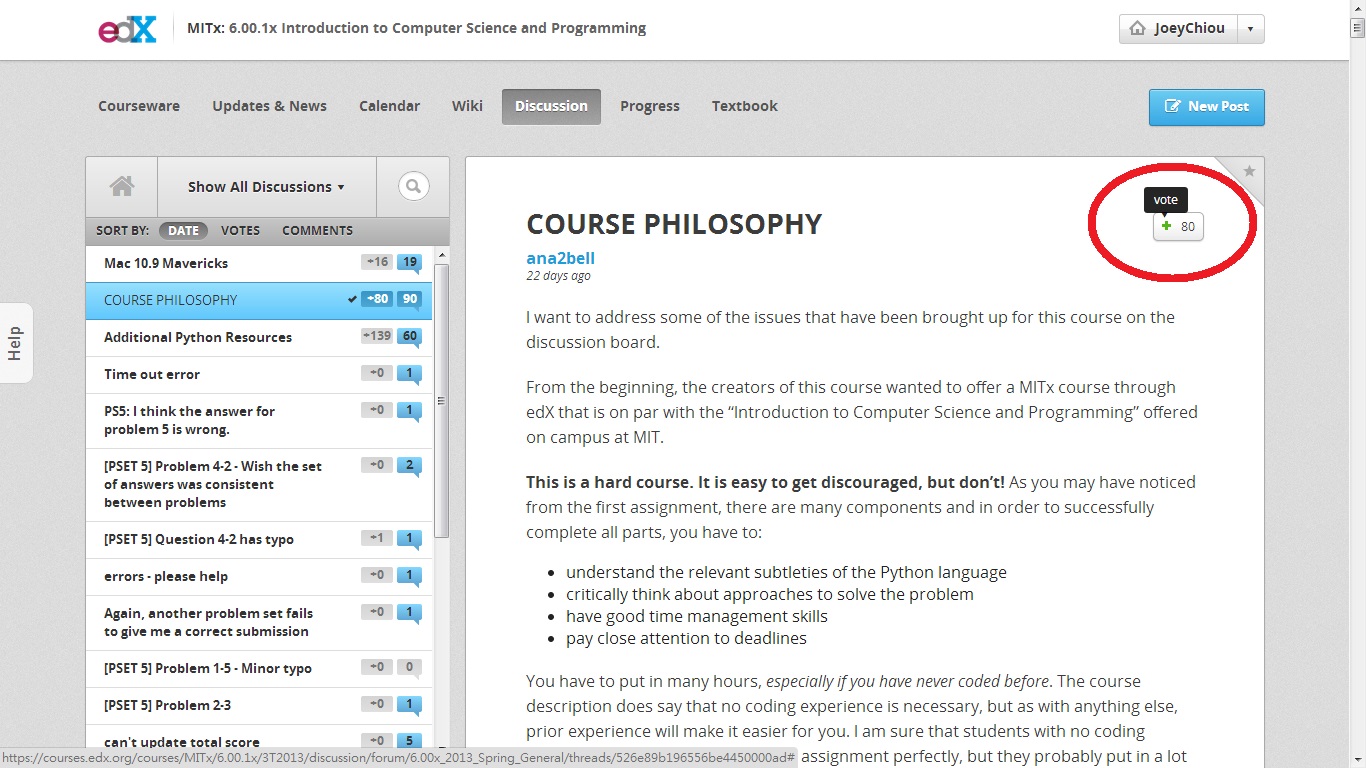 edX
MITx: 6.00.1x Introduction to Computer Science and Programming
JoeyChiou
Courseware
Updates & News
Calendar
Wiki
Discussion
Progress
Textbook
New Post
Help
Show All Discussions
SORT BY: DATE VOTES COMMENTS
Mac 10.9 Mavericks +16 19
COURSE PHILOSOPHY +80 90
Additional Python Resources +139 60
Time out error +0 1
PS5: I think the answer for +0 1
problem 5 is wrong.
[PSET 5] Problem 4-2 - Wish the set +0 2
of answers was consistent
between problems
[PSET 5] Question 4-2 has typo +1 1
errors - please help +0 1
Again, another problem set fails +0 1
to give me a correct submission
[PSET 5] Problem 1-5 - Minor typo +0 0
[PSET 5] Problem 2-3 +0 1
can't update total score +0 5
vote
+ 80
COURSE PHILOSOPHY
ana2bell
22 days ago
I want to address some of the issues that have been brought up for this course on the
discussion board.
From the beginning, the creators of this course wanted to offer a MITx course through
edX that is on par with the “Introduction to Computer Science and Programming” offered
on campus at MIT.
This is a hard course. It is easy to get discouraged, but don’t! As you may have noticed
from the first assignment, there are many components and in order to successfully
complete all parts, you have to:
• understand the relevant subtleties of the Python language
• critically think about approaches to solve the problem
• have good time management skills
• pay close attention to deadlines
You have to put in many hours, especially if you have never coded before. The course
description does say that no coding experience is necessary, but as with anything else,
prior experience will make it easier for you. I am sure that students with no coding
assignment perfectly, but they probably put in a lot
https://courses.edx.org/courses/MITx/6.00.1x/3T2013/discussion/forum/6.00x_2013_Spring_General/threads/526e89b196556be4450000ad#